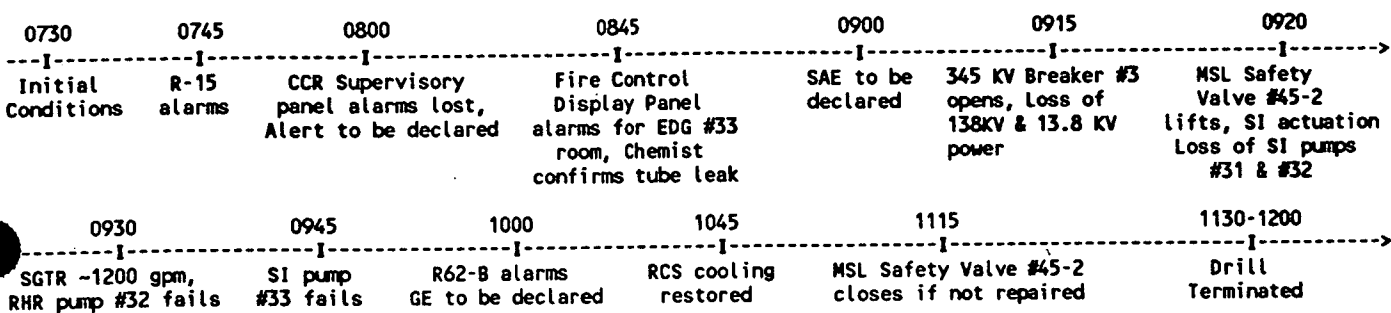 0730 0745 0800 0845 0900 0915 0920
---I---------I-----------I------------------I-----------------I-------------I----------------I------->
Initial R-15 CCR Supervisory Fire Control SAE to be 345 KV Breaker #3 MSL Safety
Conditions alarms panel alarms lost, Display Panel declared opens, Loss of Valve #45-2
Alert to be declared alarms for EDG #33 138KV & 13.8 KV lifts, SI actuation
room, Chemist power Loss of SI pumps
confirms tube leak #31 & #32
0930 0945 1000 1045 1115 1130-1200
-------I-------------I-------------I--------------I---------------I---------------------I--------->
SGTR ~1200 gpm, SI pump R62-B alarms RCS cooling MSL Safety Valve #45-2 Drill
RHR pump #32 fails #33 fails GE to be declared restored closes if not repaired Terminated